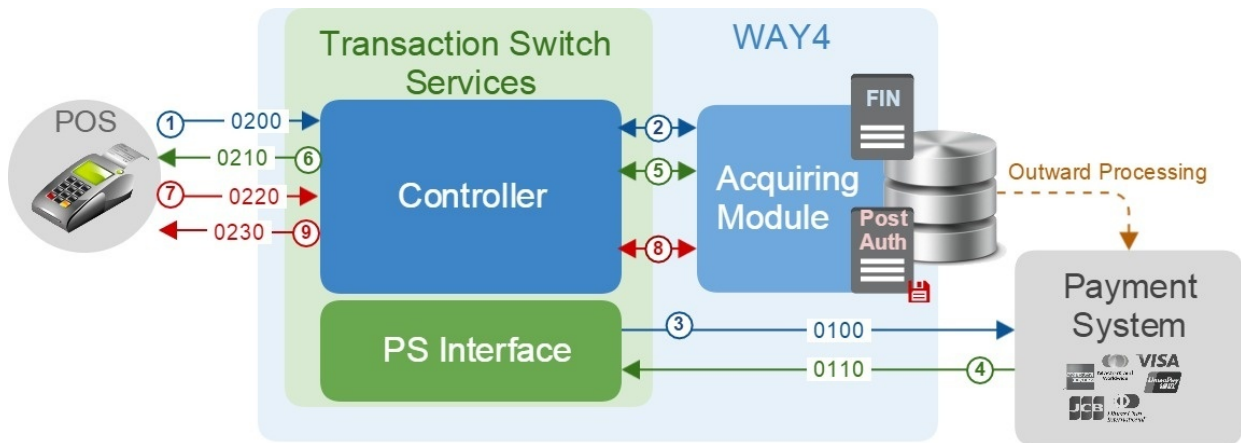 Transaction Switch
Services
WAY4
POS
1
0200
2
FIN
6
0210
5
Controller
Acquiring
Module
Outward Processing
7
0220
Post
Auth
9
0230
8
Payment
System
3
0100
PS Interface
0110
4
VISA
JCB